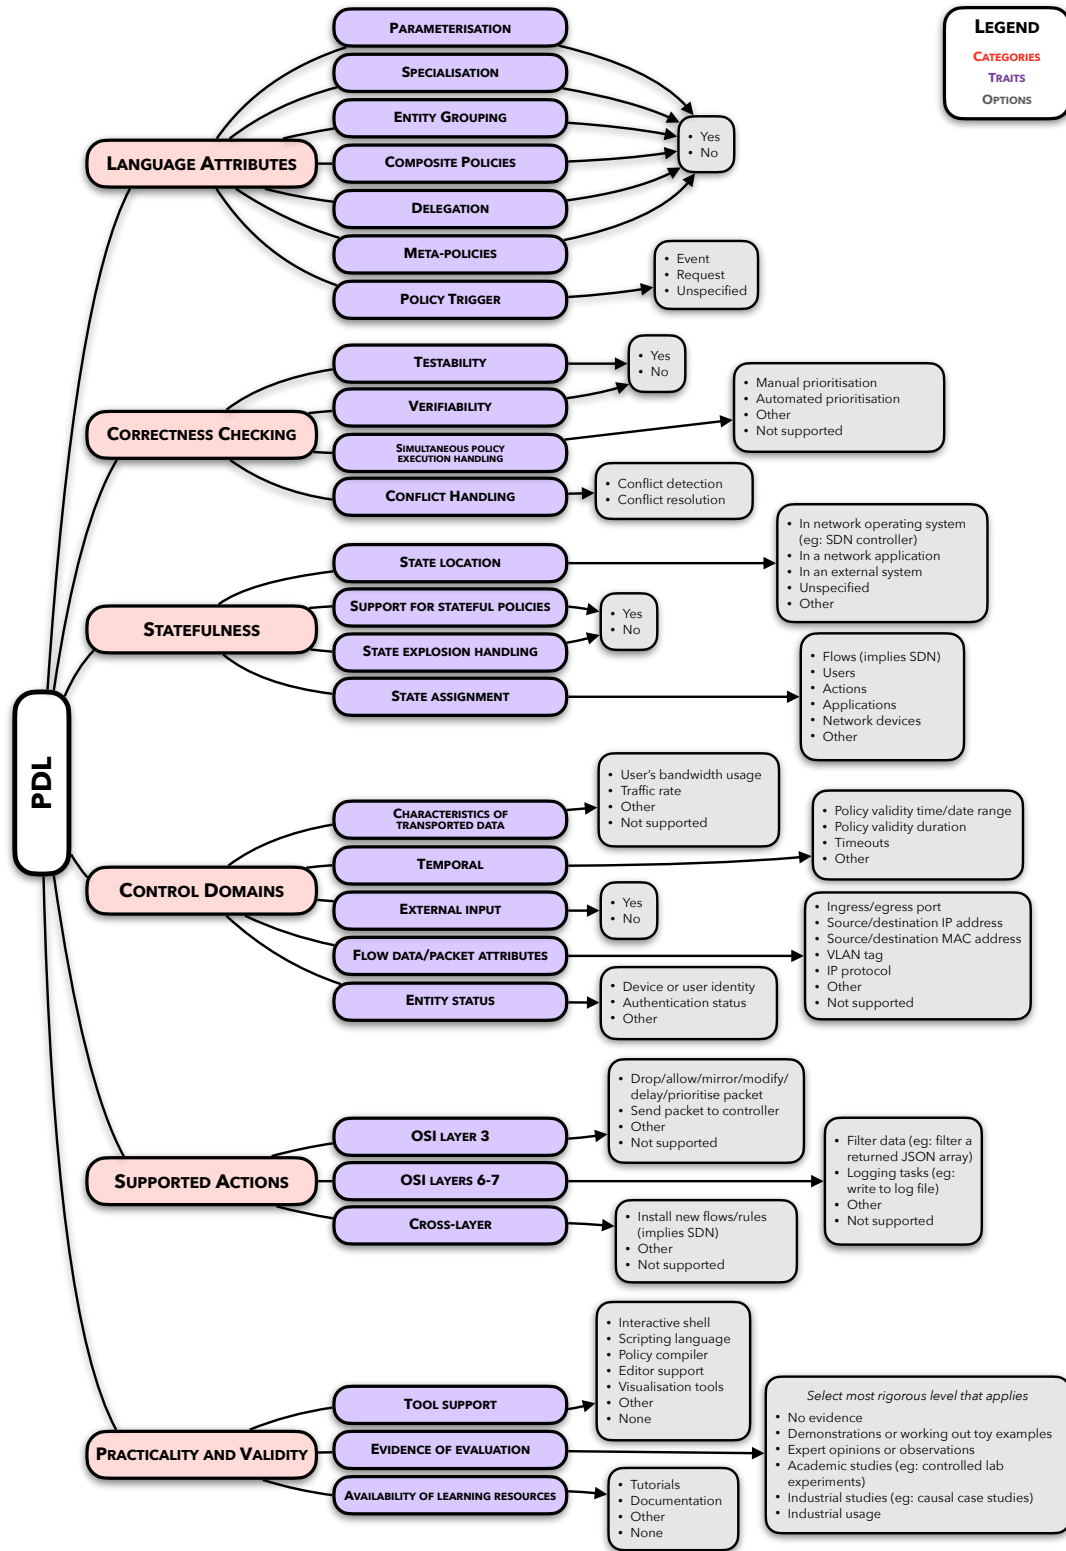 LEGEND
CATEGORIES
TRAITS
OPTIONS
PDL
LANGUAGE ATTRIBUTES
PARAMETERISATION
SPECIALISATION
ENTITY GROUPING
COMPOSITE POLICIES
DELEGATION
META-POLICIES
POLICY TRIGGER
• Yes
• No
• Event
• Request
• Unspecified
CORRECTNESS CHECKING
TESTABILITY
VERIFIABILITY
SIMULTANEOUS POLICY
EXECUTION HANDLING
CONFLICT HANDLING
• Yes
• No
• Manual prioritisation
• Automated prioritisation
• Other
• Not supported
• Conflict detection
• Conflict resolution
STATEFULNESS
STATE LOCATION
SUPPORT FOR STATEFUL POLICIES
STATE EXPLOSION HANDLING
STATE ASSIGNMENT
• In network operating system
(eg: SDN controller)
• In a network application
• In an external system
• Unspecified
• Other
• Yes
• No
• Flows (implies SDN)
• Users
• Actions
• Applications
• Network devices
• Other
CONTROL DOMAINS
CHARACTERISTICS OF
TRANSPORTED DATA
TEMPORAL
EXTERNAL INPUT
FLOW DATA/PACKET ATTRIBUTES
ENTITY STATUS
• User's bandwidth usage
• Traffic rate
• Other
• Not supported
• Policy validity time/date range
• Policy validity duration
• Timeouts
• Other
• Yes
• No
• Ingress/egress port
• Source/destination IP address
• Source/destination MAC address
• VLAN tag
• IP protocol
• Other
• Not supported
• Device or user identity
• Authentication status
• Other
SUPPORTED ACTIONS
OSI LAYER 3
OSI LAYERS 6-7
CROSS-LAYER
• Drop/allow/mirror/modify/
delay/prioritise packet
• Send packet to controller
• Other
• Not supported
• Filter data (eg: filter a
returned JSON array)
• Logging tasks (eg:
write to log file)
• Other
• Not supported
• Install new flows/rules
(implies SDN)
• Other
• Not supported
PRACTICALITY AND VALIDITY
TOOL SUPPORT
EVIDENCE OF EVALUATION
AVAILABILITY OF LEARNING RESOURCES
• Interactive shell
• Scripting language
• Policy compiler
• Editor support
• Visualisation tools
• Other
• None
Select most rigorous level that applies
• No evidence
• Demonstrations or working out toy examples
• Expert opinions or observations
• Academic studies (eg: controlled lab
experiments)
• Industrial studies (eg: causal case studies)
• Industrial usage
• Tutorials
• Documentation
• Other
• None